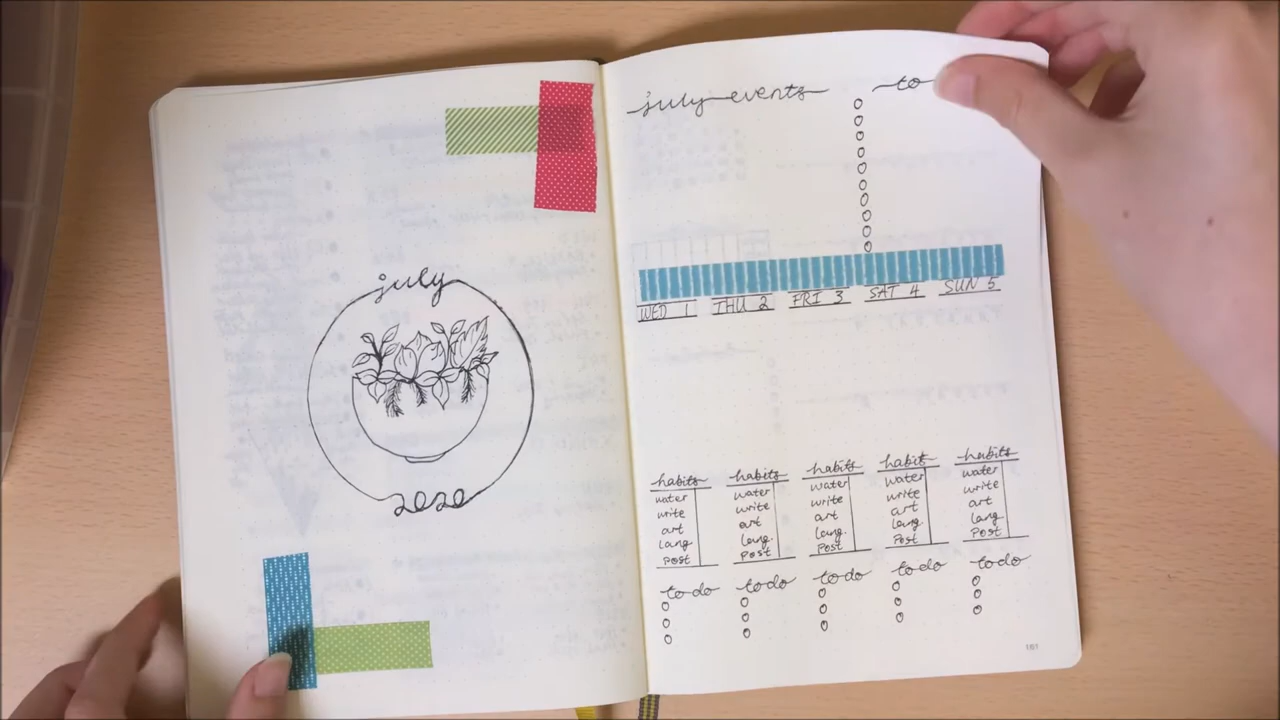 july
2020
july events
to
WED 1 THU 2 FRI 3 SAT 4 SUN 5
habits habits habits habits habits
water water water water water
write write write write write
art art art art art
lang lang. lang. lang. lang.
post post post post post
to do to do to do to do to do
161